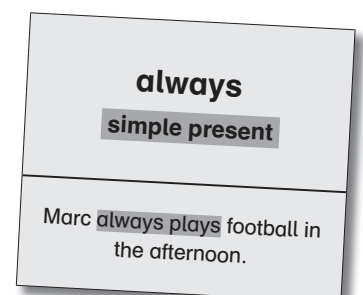 always
simple present
Marc always plays football in
the afternoon.